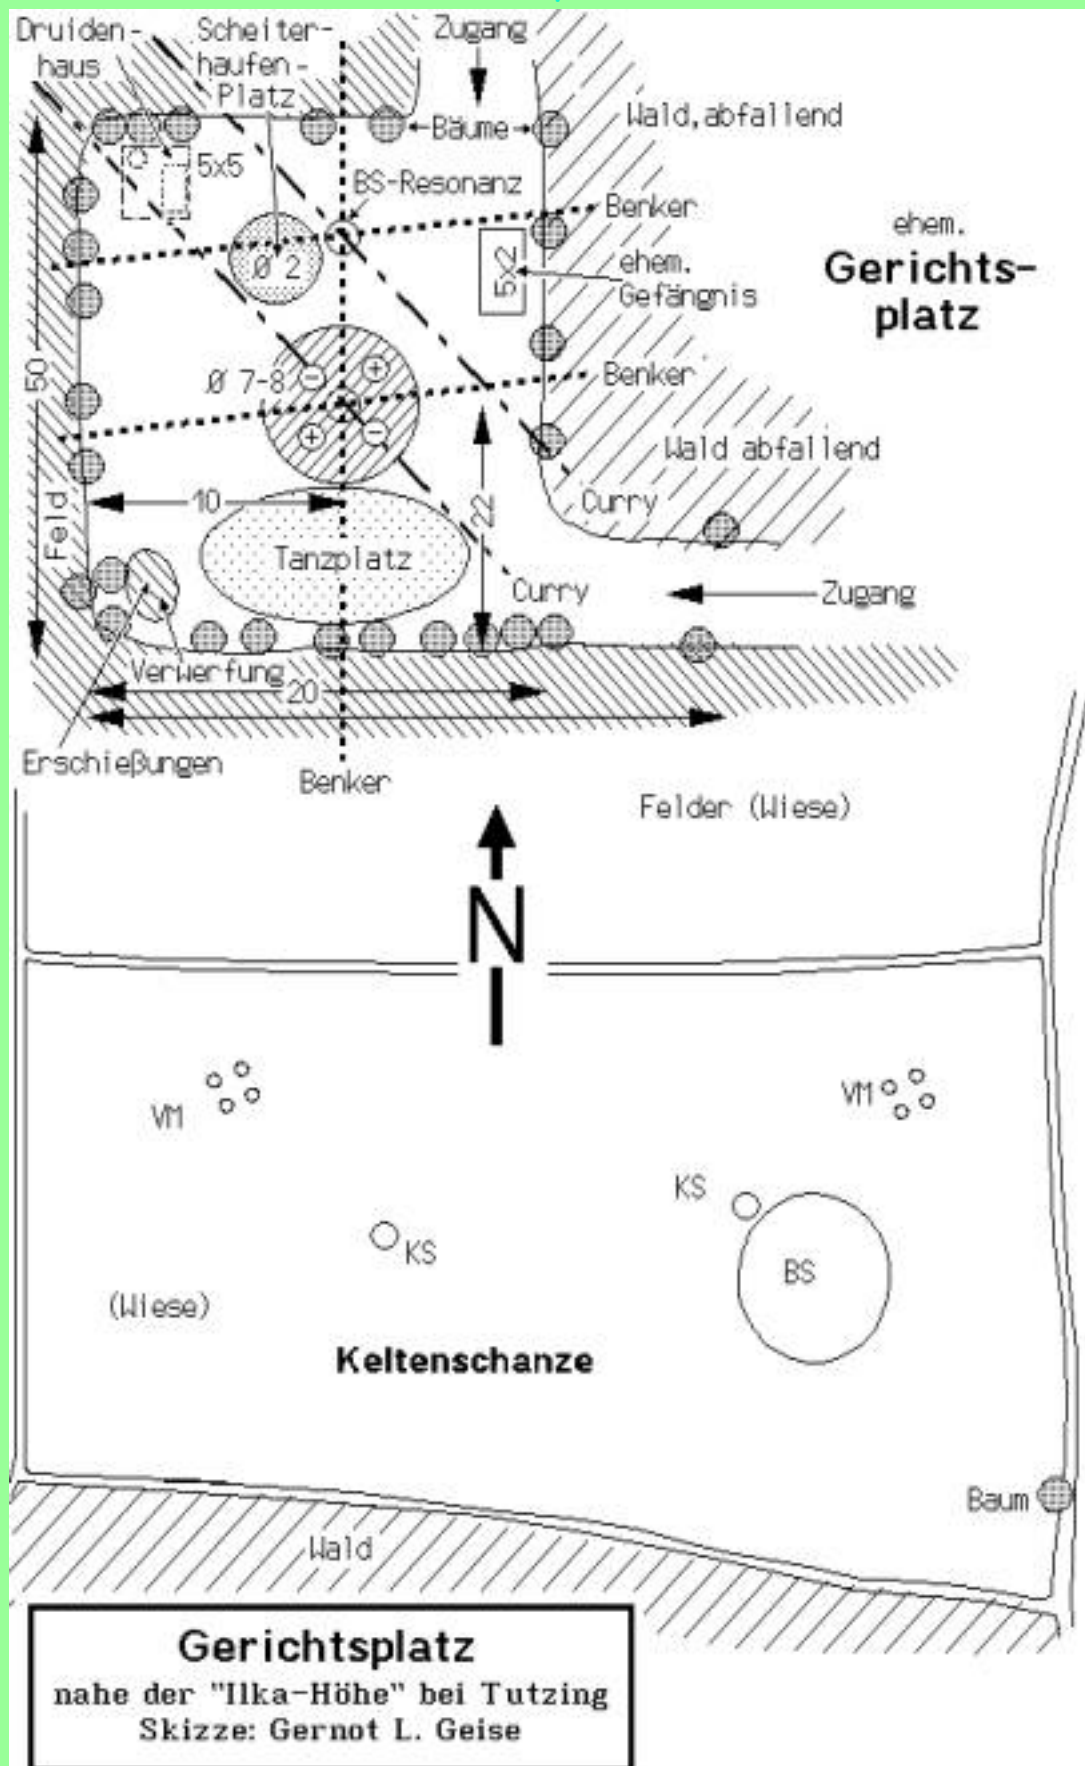 Druiden-
haus
Scheiter-
haufen-
Platz
Zugang
Bäume
Wald,abfallend
5x5
BS-Resonanz
Benker
ehem.
Gerichts-
platz
Ø 2
5x2
ehem.
Gefängnis
50
Ø 7-8
−
+
Benker
+
−
Wald abfallend
10
22
Curry
Feld
Tanzplatz
Curry
Zugang
Verwerfung
20
Erschießungen
Benker
Felder (Wiese)
N
VM
VM
KS
KS
BS
(Wiese)
Keltenschanze
Baum
Wald
Gerichtsplatz
nahe der "Ilka-Höhe" bei Tutzing
Skizze: Gernot L. Geise